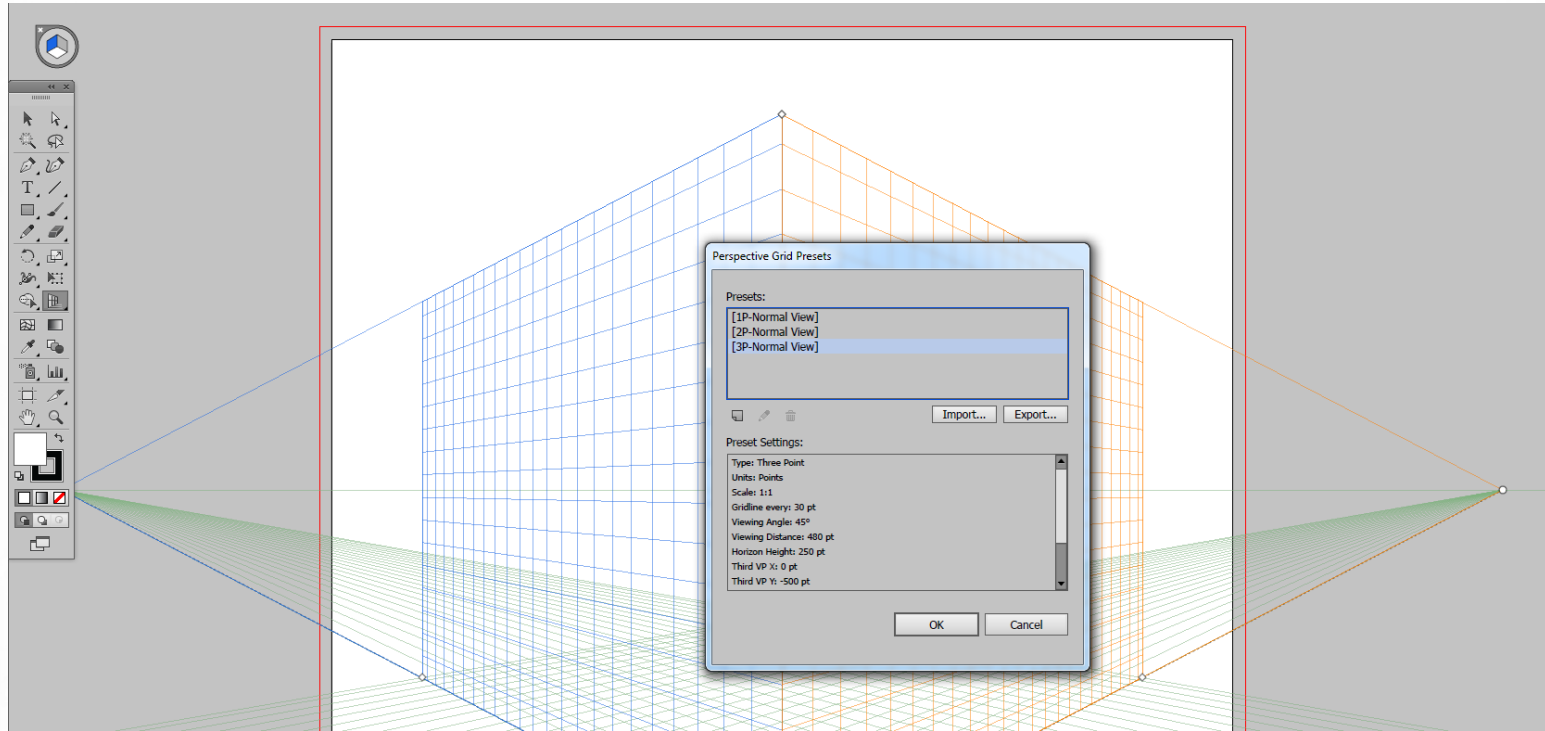 Perspective Grid Presets
Presets:
[1P-Normal View]
[2P-Normal View]
[3P-Normal View]
Import... Export...
Preset Settings:
Type: Three Point
Units: Points
Scale: 1:1
Gridline every: 30 pt
Viewing Angle: 45°
Viewing Distance: 480 pt
Horizon Height: 250 pt
Third VP X: 0 pt
Third VP Y: -500 pt
OK Cancel